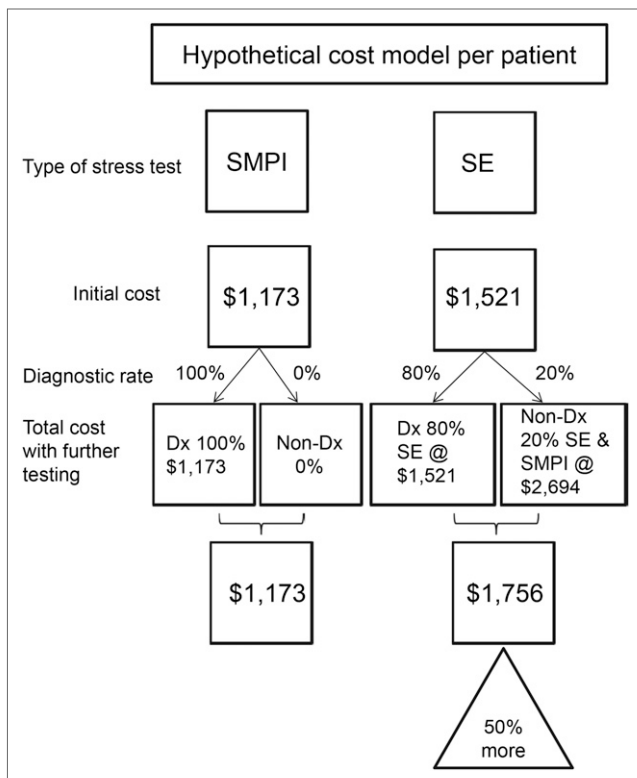 Hypothetical cost model per patient
Type of stress test
SMPI
SE
Initial cost
$1,173
$1,521
Diagnostic rate
100%
0%
80%
20%
Total cost
with further
testing
Dx 100%
$1,173
Non-Dx
0%
Dx 80%
SE @
$1,521
Non-Dx
20% SE &
SMPI @
$2,694
$1,173
$1,756
50%
more